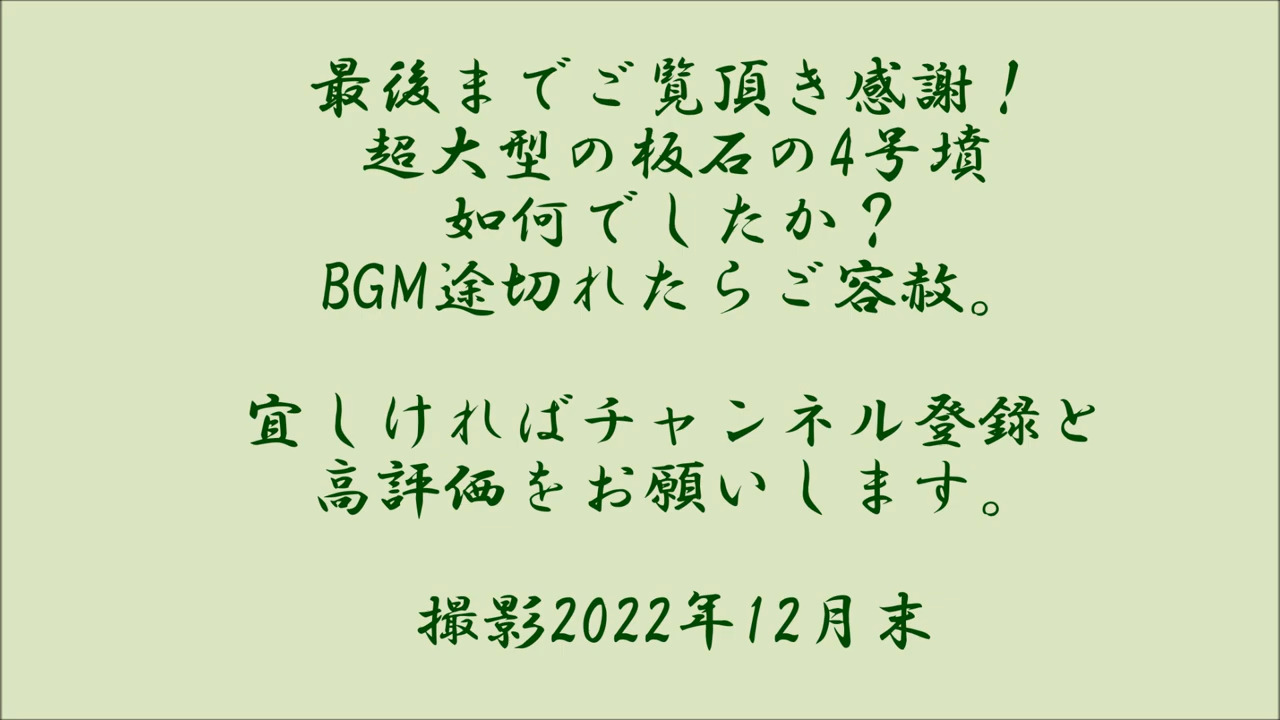 最後までご覧頂き感謝！
超大型の板石の4号墳
如何でしたか？
BGM途切れたらご容赦。
宜しければチャンネル登録と
高評価をお願いします。
撮影2022年12月末